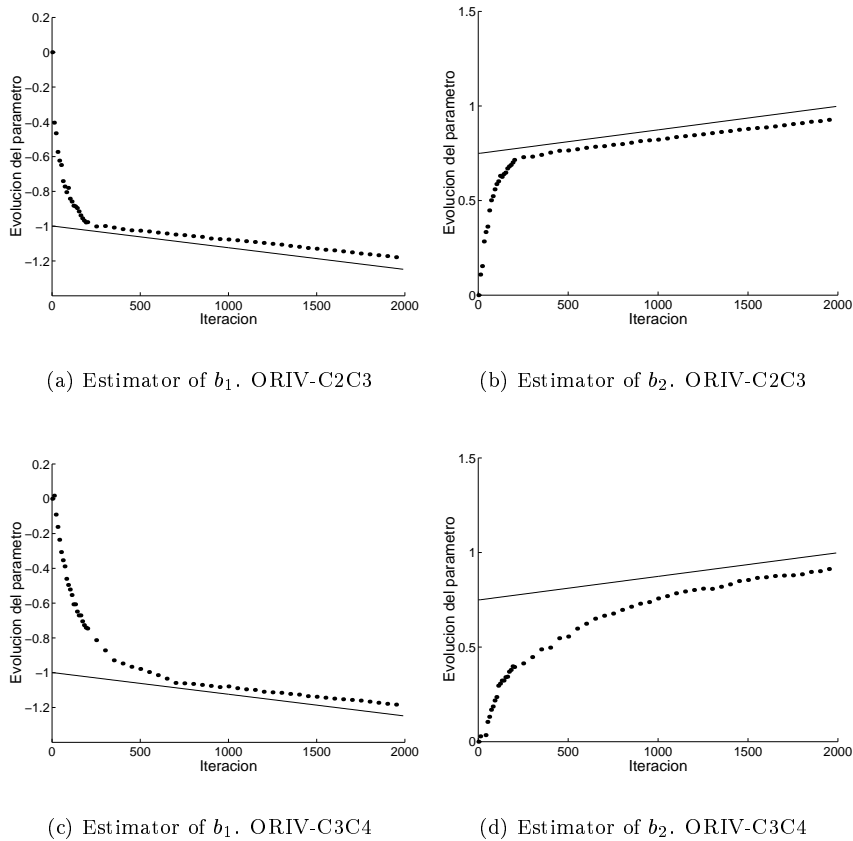 0.2
0
−0.2
−0.4
−0.6
−0.8
−1
−1.2
Evolucion del parametro
0 500 1000 1500 2000
Iteracion
(a) Estimator of b₁. ORIV-C2C3
1.5
1
0.5
0
Evolucion del parametro
0 500 1000 1500 2000
Iteracion
(b) Estimator of b₂. ORIV-C2C3
0.2
0
−0.2
−0.4
−0.6
−0.8
−1
−1.2
Evolucion del parametro
0 500 1000 1500 2000
Iteracion
(c) Estimator of b₁. ORIV-C3C4
1.5
1
0.5
0
Evolucion del parametro
0 500 1000 1500 2000
Iteracion
(d) Estimator of b₂. ORIV-C3C4